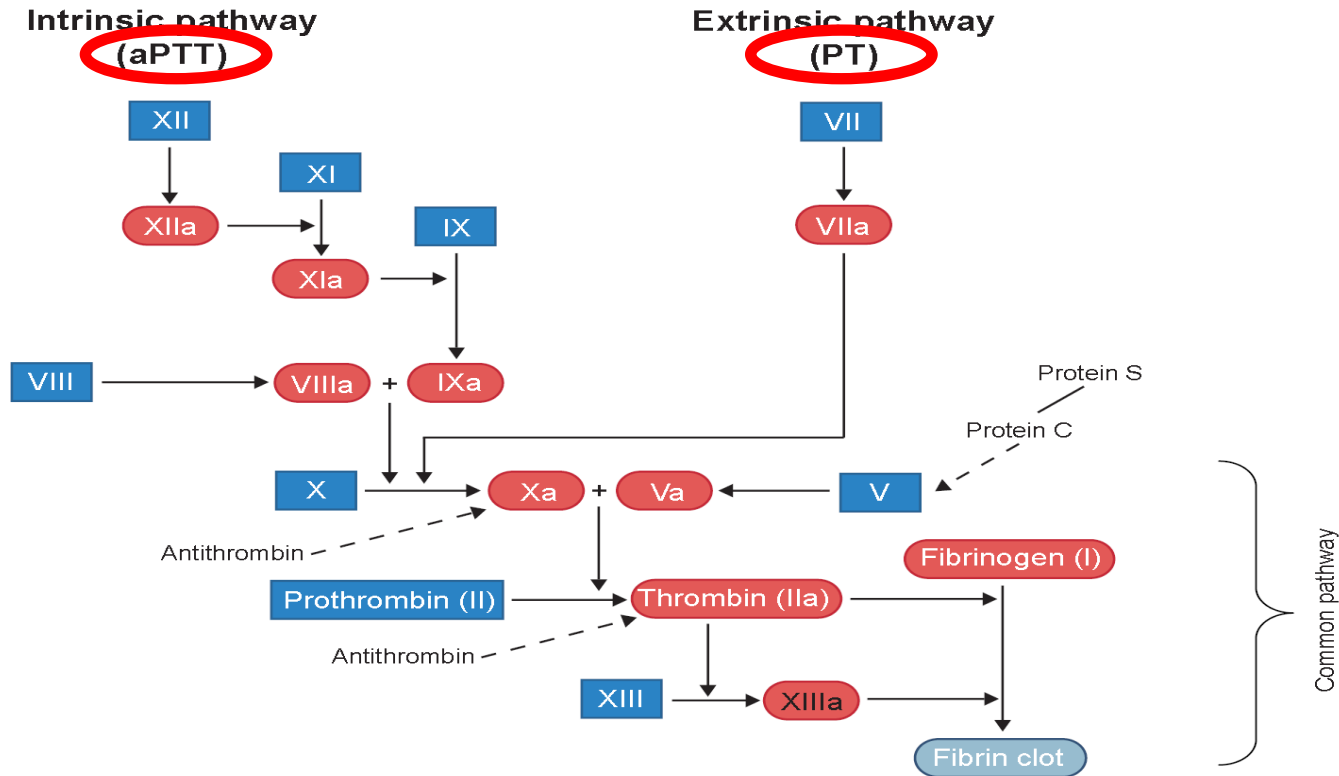 Intrinsic pathway
(aPTT)
Extrinsic pathway
(PT)
XII
VII
XI
XIIa
IX
VIIa
XIa
VIII
VIIIa
+
IXa
Protein S
Protein C
X
Xa
+
Va
V
Antithrombin
Fibrinogen (I)
Prothrombin (II)
Thrombin (IIa)
Antithrombin
XIII
XIIIa
Fibrin clot
Common pathway